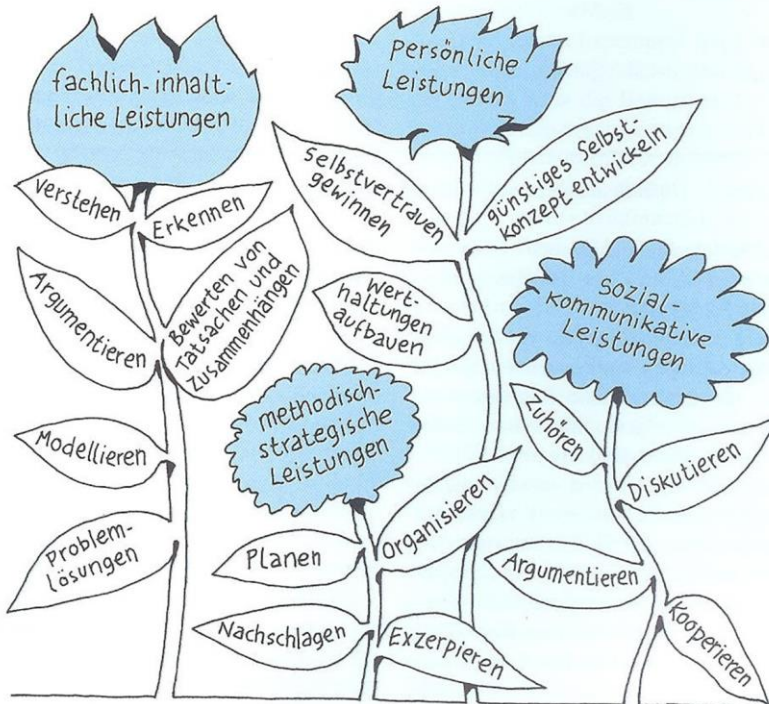 fachlich-inhalt-
liche Leistungen
Verstehen
Erkennen
Argumentieren
Bewerten von
Tatsachen und
Zusammenhängen
Modellieren
Problem-
lösungen
persönliche
Leistungen
Selbstvertrauen
gewinnen
günstiges Selbst-
konzept entwickeln
Wert-
haltungen
aufbauen
methodisch-
strategische
Leistungen
Planen
Organisieren
Nachschlagen
Exzerpieren
sozial-
kommunikative
Leistungen
Zuhören
Diskutieren
Argumentieren
Kooperieren